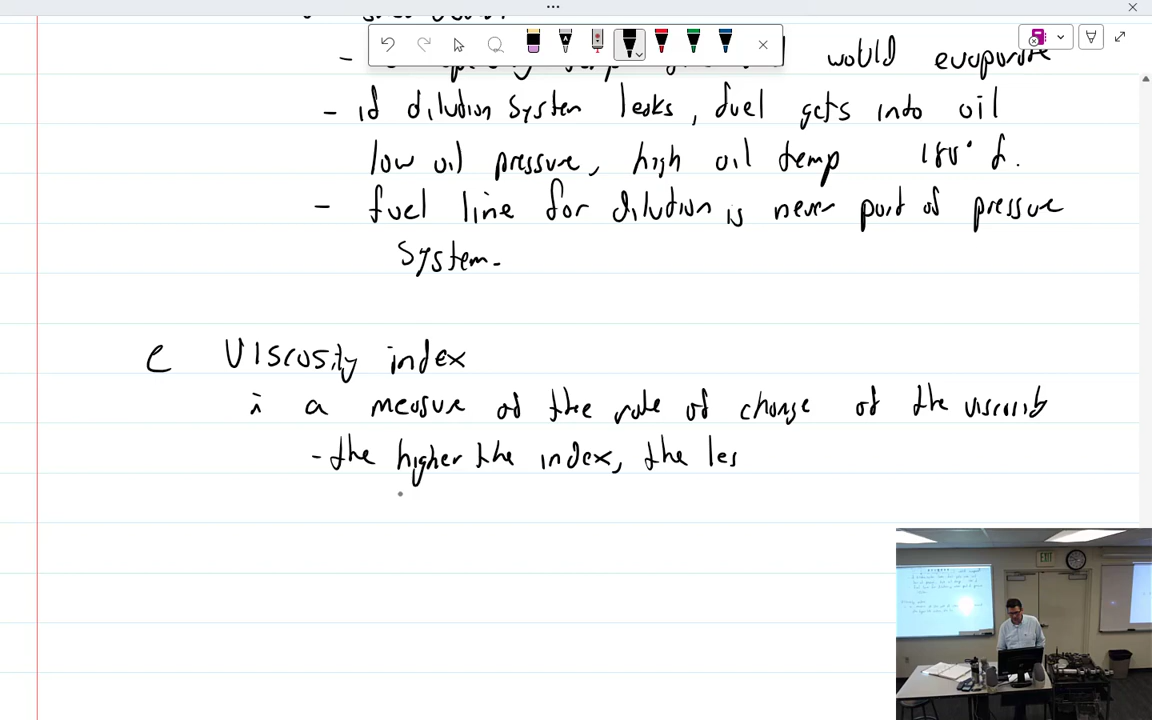 would evaporate
- if dilution system leaks, fuel gets into oil
low oil pressure, high oil temp 180° f.
- fuel line for dilution is never part of pressure
system.
e Viscosity index
i a measure of the rate of change of the viscosity
- the higher the index, the les
EXIT